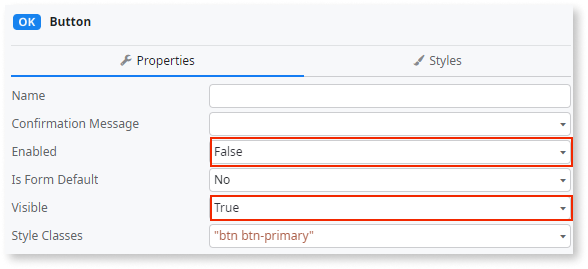 OK Button
Properties Styles
Name
Confirmation Message
Enabled False
Is Form Default No
Visible True
Style Classes "btn btn-primary"